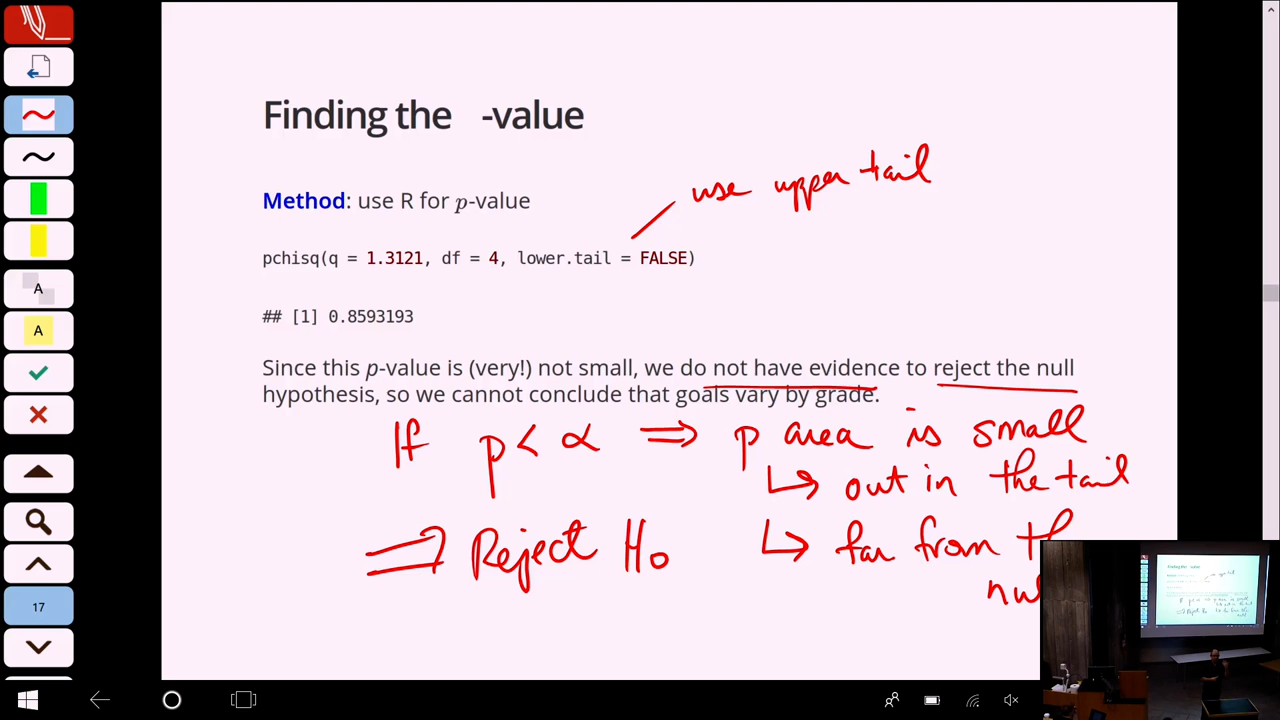 Finding the -value
use upper tail
Method: use R for p-value
pchisq(q = 1.3121, df = 4, lower.tail = FALSE)
## [1] 0.8593193
Since this p-value is (very!) not small, we do not have evidence to reject the null
hypothesis, so we cannot conclude that goals vary by grade.
If p < α ⇒ p area is small
↳ out in the tail
⇒ Reject H₀ ↳ far from th
nu
A
A
17